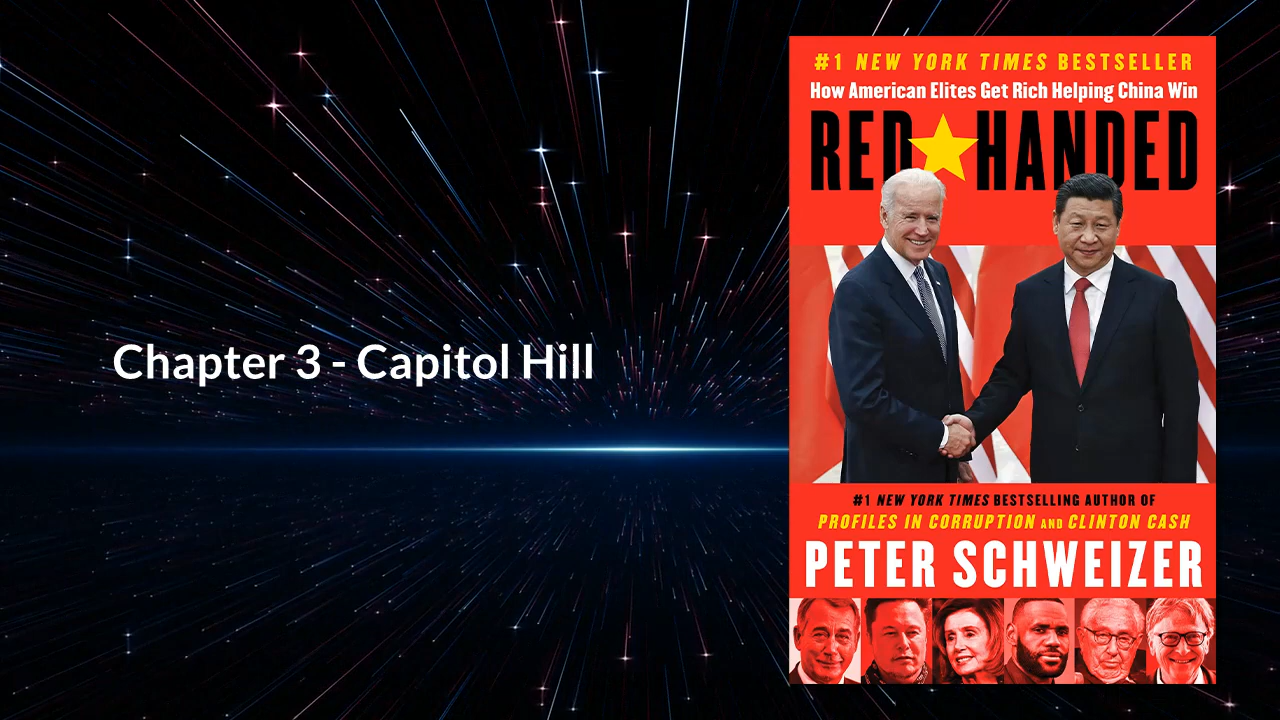 Chapter 3 - Capitol Hill
#1 NEW YORK TIMES BESTSELLER
How American Elites Get Rich Helping China Win
RED HANDED
#1 NEW YORK TIMES BESTSELLING AUTHOR OF
PROFILES IN CORRUPTION AND CLINTON CASH
PETER SCHWEIZER